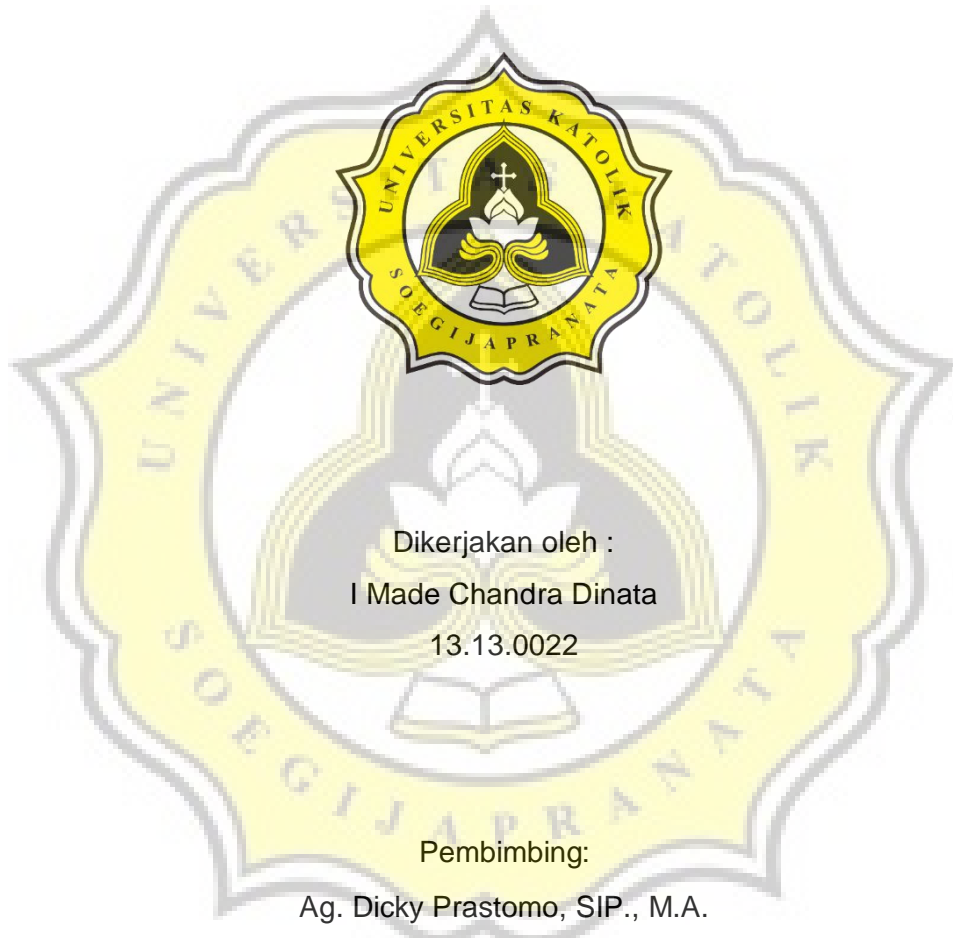 UNIVERSITAS KATOLIK
SOEGIJAPRANATA
Dikerjakan oleh :
I Made Chandra Dinata
13.13.0022
Pembimbing:
Ag. Dicky Prastomo, SIP., M.A.